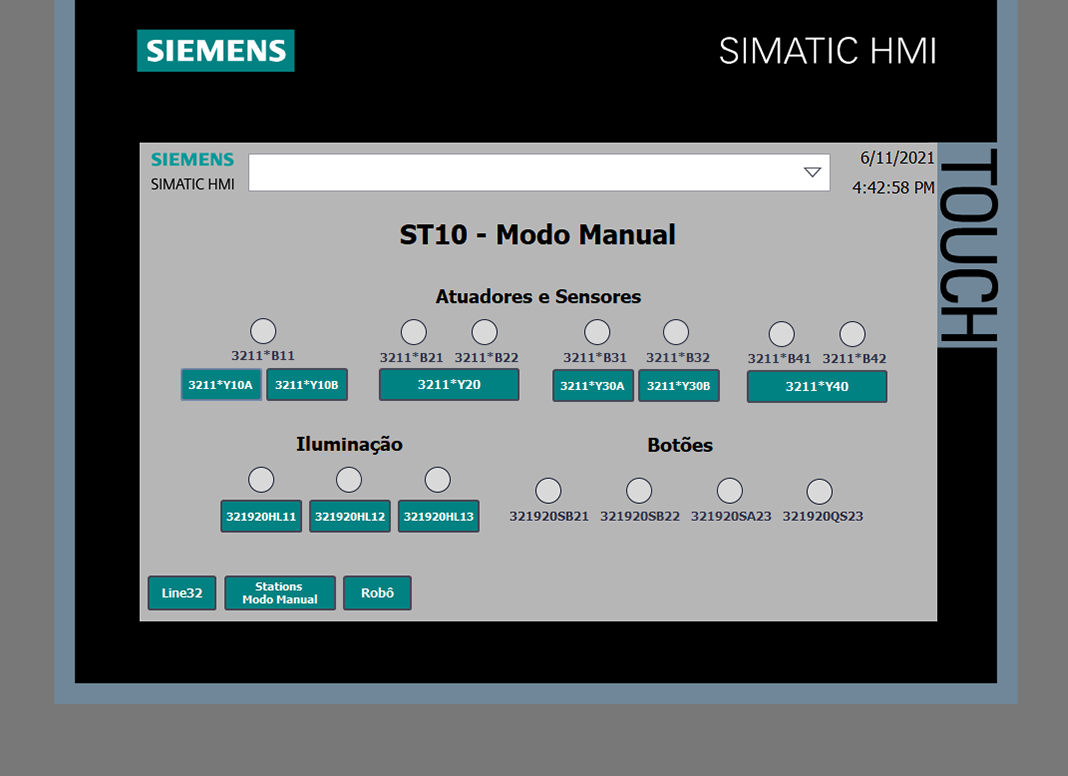 SIEMENS
SIMATIC HMI
SIEMENS
SIMATIC HMI
6/11/2021
4:42:58 PM
TOUCH
ST10 - Modo Manual
Atuadores e Sensores
3211*B11
3211*B21 3211*B22
3211*B31 3211*B32
3211*B41 3211*B42
3211*Y10A 3211*Y10B
3211*Y20
3211*Y30A 3211*Y30B
3211*Y40
Iluminação
321920HL11 321920HL12 321920HL13
Botões
321920SB21 321920SB22 321920SA23 321920QS23
Line32
Stations
Modo Manual
Robô